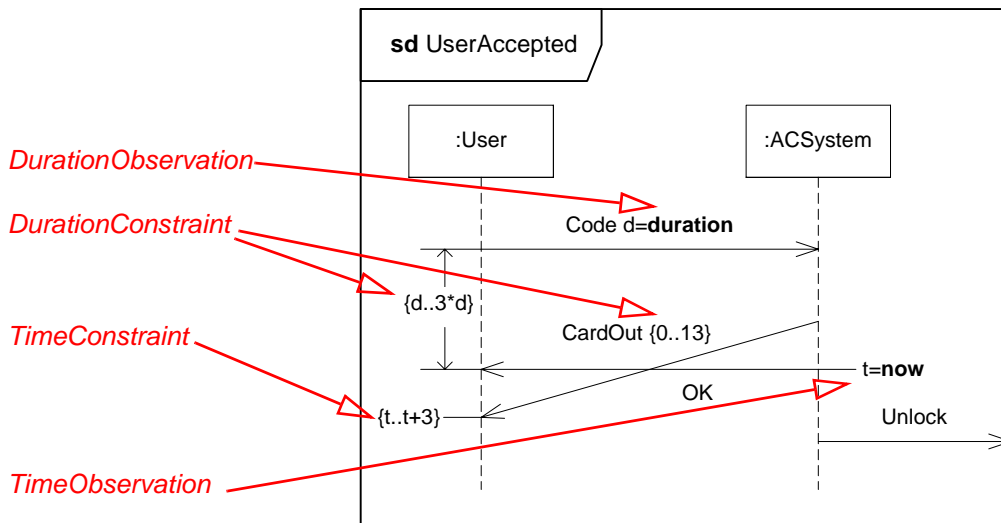 sd UserAccepted
:User
:ACSystem
DurationObservation
Code d=duration
DurationConstraint
{d..3*d}
CardOut {0..13}
TimeConstraint
t=now
OK
{t..t+3}
Unlock
TimeObservation